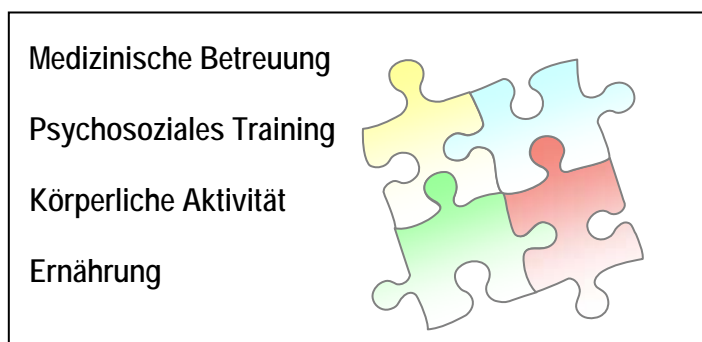 Medizinische Betreuung
Psychosoziales Training
Körperliche Aktivität
Ernährung